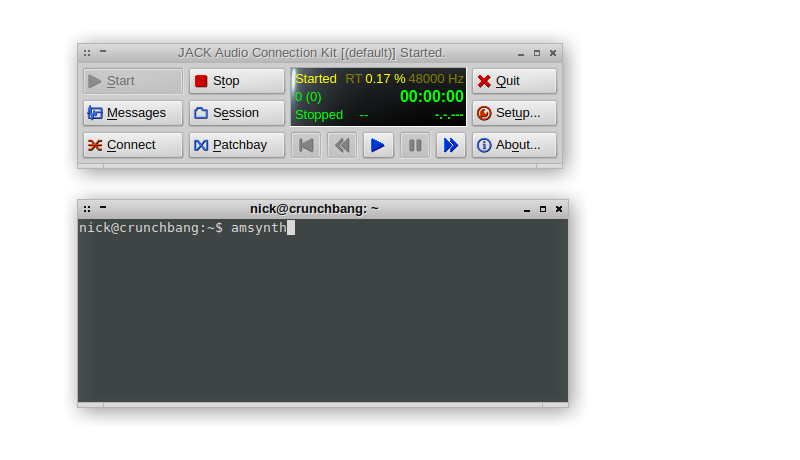 JACK Audio Connection Kit [(default)] Started.
Start Stop Started RT 0.17 % 48000 Hz Quit
0 (0) 00:00:00
Messages Session Stopped -- -.-.--- Setup...
Connect Patchbay About...
nick@crunchbang: ~
nick@crunchbang:~$ amsynth